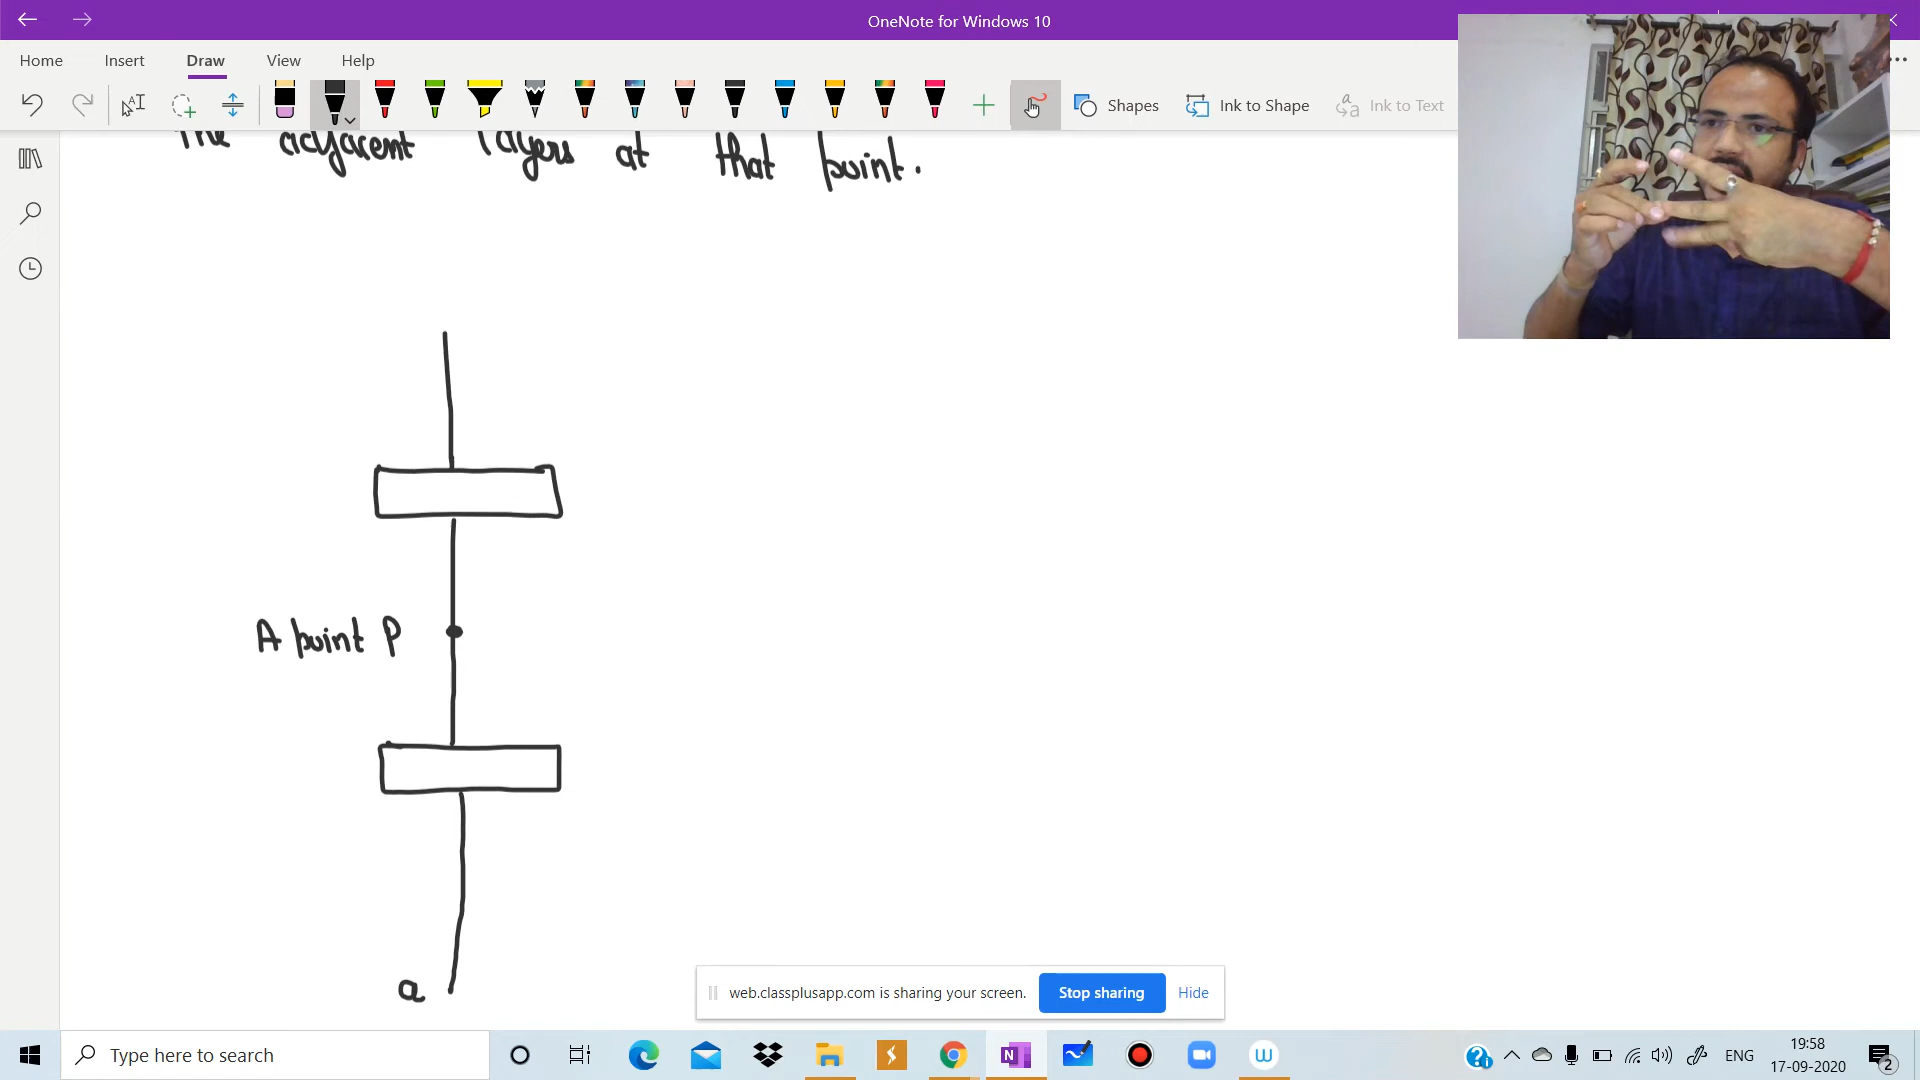 OneNote for Windows 10
Home Insert Draw View Help
Shapes Ink to Shape Ink to Text
The adjacent layers at that point.
A point P
a
web.classplusapp.com is sharing your screen. Stop sharing Hide
Type here to search
ENG
19:58
17-09-2020
2